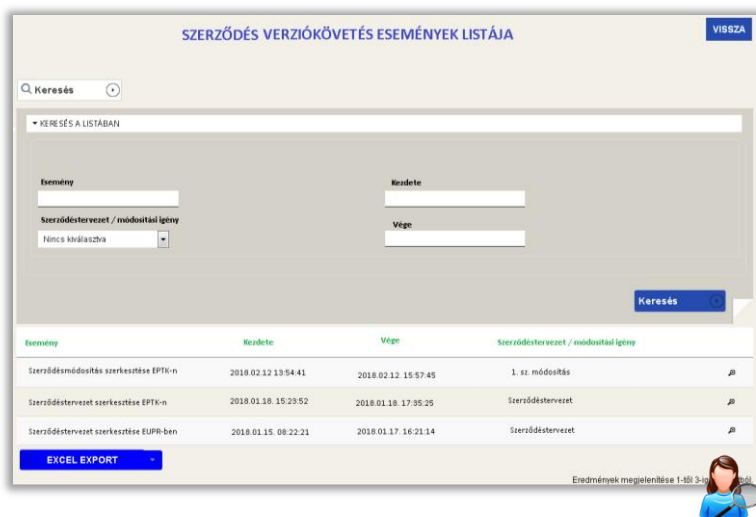 SZERZŐDÉS VERZIÓKÖVETÉS ESEMÉNYEK LISTÁJA
VISSZA
Keresés
KERESÉS A LISTÁBAN
Esemény Kezdete
Szerződéstervezet / módosítási igény Vége
Nincs kiválasztva
Keresés
Esemény Kezdete Vége Szerződéstervezet / módosítási igény
Szerződésmódosítás szerkesztése EPTK-n 2018.02.12 13:54:41 2018.02.12. 15:57:45 1. sz. módosítás
Szerződéstervezet szerkesztése EPTK-n 2018.01.18. 15:23:52 2018.01.18. 17:35:25 Szerződéstervezet
Szerződéstervezet szerkesztése EUPR-ben 2018.01.15. 08:22:21 2018.01.17. 16:21:14 Szerződéstervezet
EXCEL EXPORT
Eredmények megjelenítése 1-től 3-ig